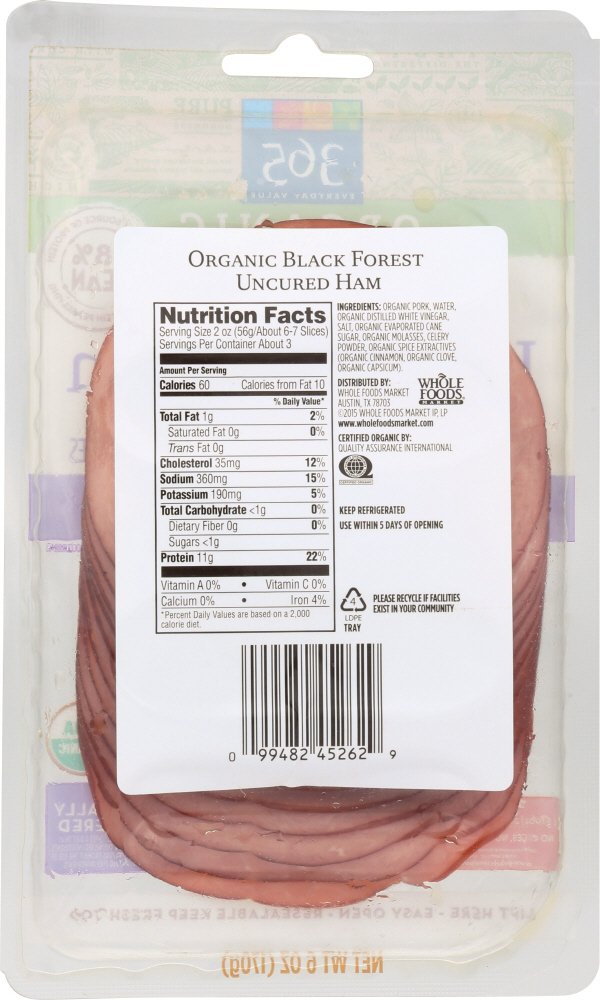 PURE
365
EVERYDAY VALUE
ORGANIC
ORGANIC BLACK FOREST
UNCURED HAM
Nutrition Facts
Serving Size 2 oz (56g/About 6-7 Slices)
Servings Per Container About 3
Amount Per Serving
Calories 60 Calories from Fat 10
% Daily Value*
Total Fat 1g 2%
Saturated Fat 0g 0%
Trans Fat 0g
Cholesterol 35mg 12%
Sodium 360mg 15%
Potassium 190mg 5%
Total Carbohydrate <1g 0%
Dietary Fiber 0g 0%
Sugars <1g
Protein 11g 22%
Vitamin A 0% • Vitamin C 0%
Calcium 0% • Iron 4%
*Percent Daily Values are based on a 2,000
calorie diet.
INGREDIENTS: ORGANIC PORK, WATER,
ORGANIC DISTILLED WHITE VINEGAR,
SALT, ORGANIC EVAPORATED CANE
SUGAR, ORGANIC MOLASSES, CELERY
POWDER, ORGANIC SPICE EXTRACTIVES
(ORGANIC CINNAMON, ORGANIC CLOVE,
ORGANIC CAPSICUM).
DISTRIBUTED BY:
WHOLE FOODS MARKET
AUSTIN, TX 78703
©2015 WHOLE FOODS MARKET IP, LP
www.wholefoodsmarket.com
WHOLE
FOODS
MARKET
CERTIFIED ORGANIC BY:
QUALITY ASSURANCE INTERNATIONAL
CERTIFIED ORGANIC
KEEP REFRIGERATED
USE WITHIN 5 DAYS OF OPENING
4
LDPE
TRAY
PLEASE RECYCLE IF FACILITIES
EXIST IN YOUR COMMUNITY
0 99482 45262 9
LIFT HERE - EASY OPEN - RESEALABLE KEEP FRESH
NET WT 6 OZ (170g)